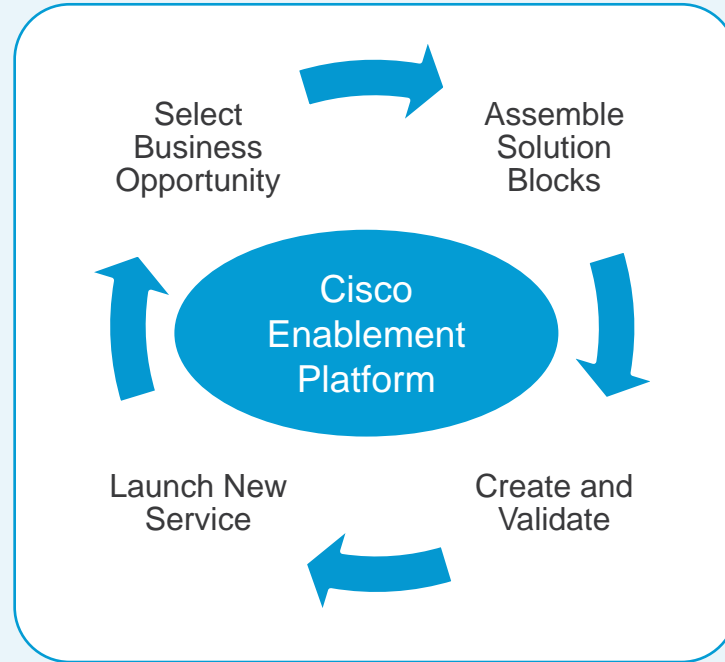 Select
Business
Opportunity
Assemble
Solution
Blocks
Cisco
Enablement
Platform
Launch New
Service
Create and
Validate